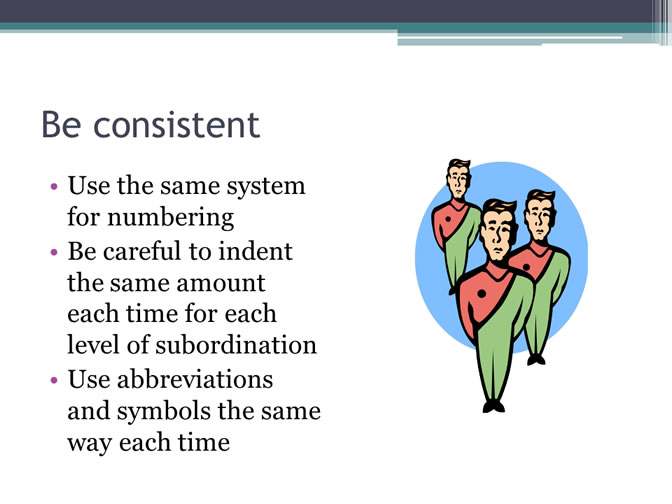 Be consistent
• Use the same system
for numbering
• Be careful to indent
the same amount
each time for each
level of subordination
• Use abbreviations
and symbols the same
way each time